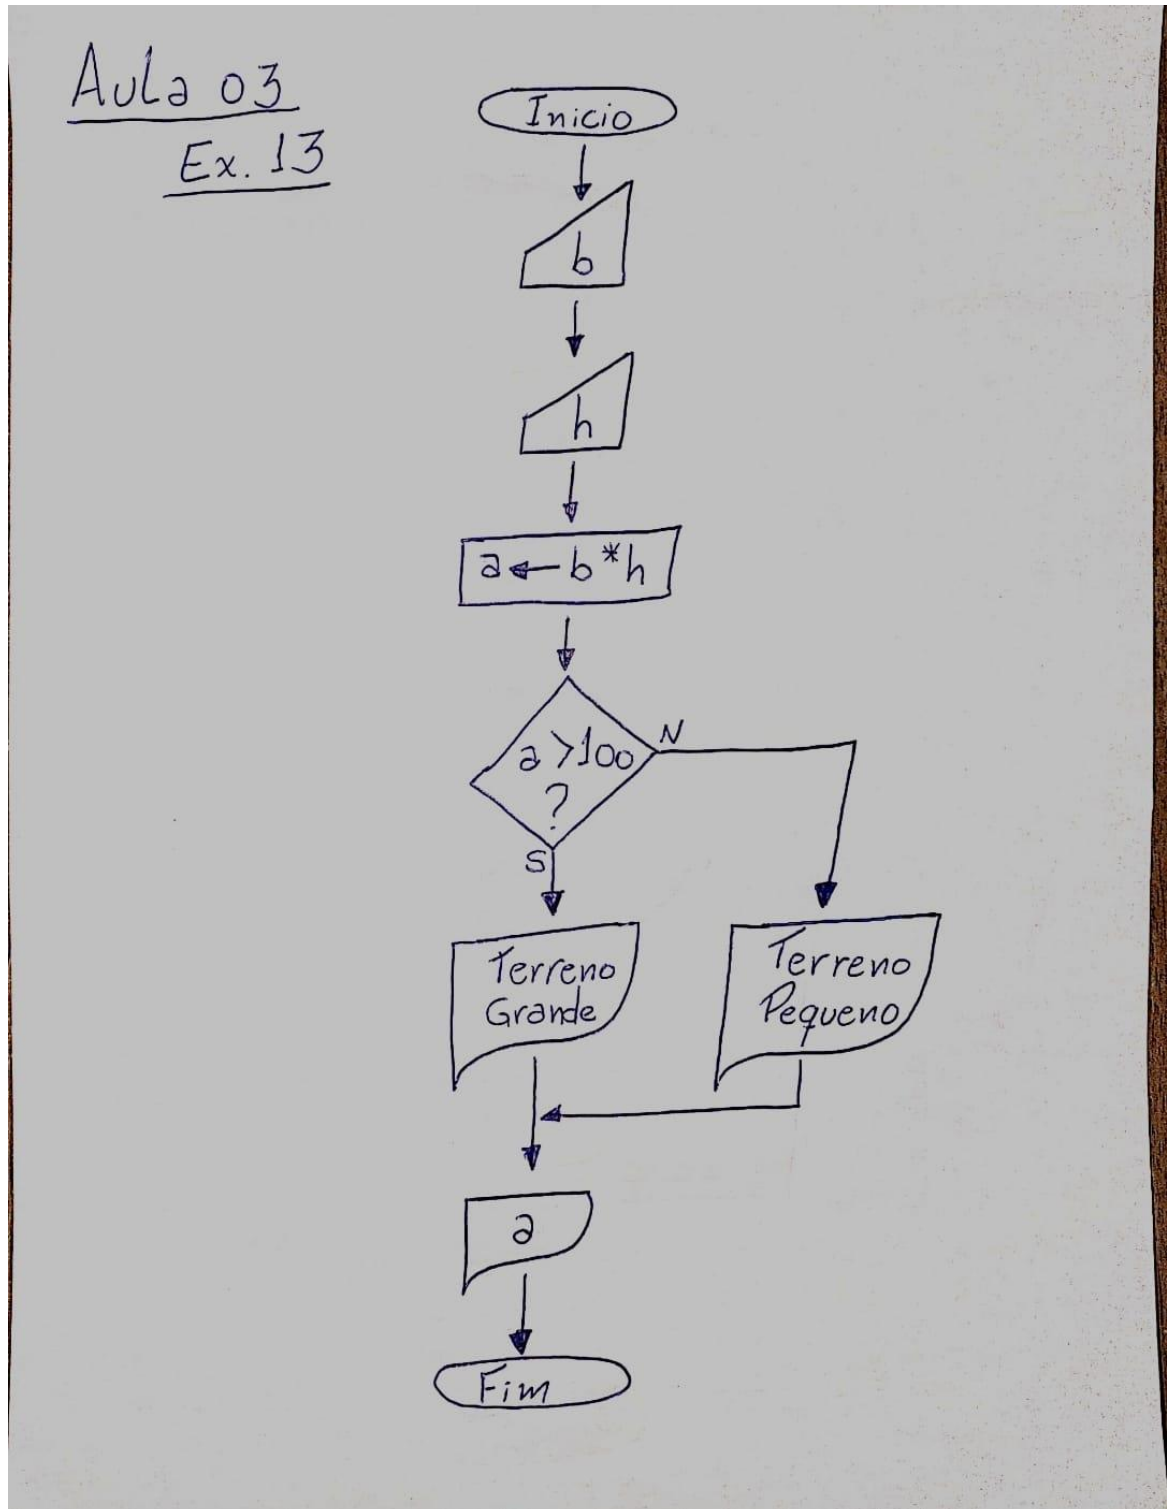 Aula 03
Ex. 13
Inicio
b
h
a ← b * h
a > 100
?
N
S
Terreno
Grande
Terreno
Pequeno
a
Fim